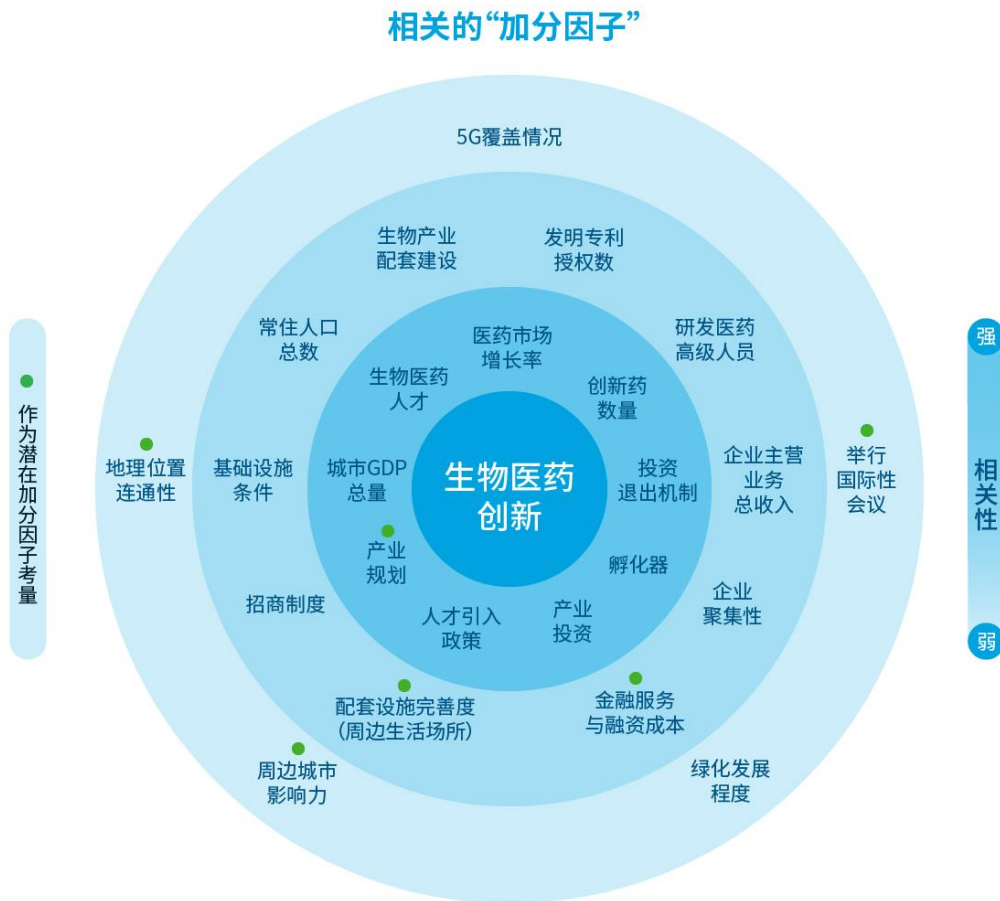 相关的“加分因子”
5G覆盖情况
生物产业
配套建设
发明专利
授权数
常住人口
总数
研发医药
高级人员
医药市场
增长率
生物医药
人才
创新药
数量
地理位置
连通性
基础设施
条件
城市GDP
总量
生物医药
创新
投资
退出机制
企业主营
业务
总收入
举行
国际性
会议
产业
规划
孵化器
招商制度
人才引入
政策
产业
投资
企业
聚集性
配套设施完善度
（周边生活场所）
金融服务
与融资成本
周边城市
影响力
绿化发展
程度
作为潜在加分因子考量
强
相关性
弱